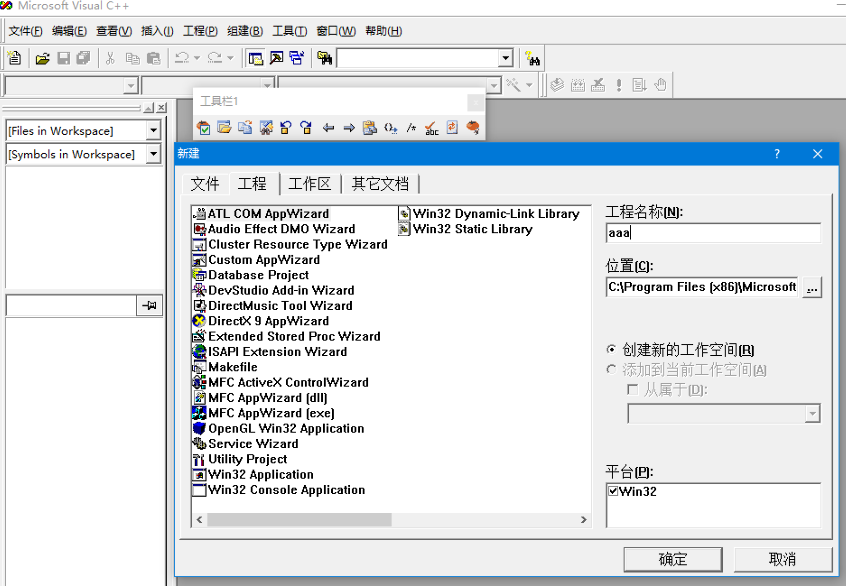 Microsoft Visual C++
文件(F) 编辑(E) 查看(V) 插入(I) 工程(P) 组建(B) 工具(T) 窗口(W) 帮助(H)
工具栏1
[Files in Workspace]
[Symbols in Workspace]
新建
文件 工程 工作区 其它文档
ATL COM AppWizard
Audio Effect DMO Wizard
Cluster Resource Type Wizard
Custom AppWizard
Database Project
DevStudio Add-in Wizard
DirectMusic Tool Wizard
DirectX 9 AppWizard
Extended Stored Proc Wizard
ISAPI Extension Wizard
Makefile
MFC ActiveX ControlWizard
MFC AppWizard (dll)
MFC AppWizard (exe)
OpenGL Win32 Application
Service Wizard
Utility Project
Win32 Application
Win32 Console Application
Win32 Dynamic-Link Library
Win32 Static Library
工程名称(N):
aaa
位置(C):
C:\Program Files (x86)\Microsoft ...
创建新的工作空间(R)
添加到当前工作空间(A)
从属于(D):
平台(P):
Win32
确定 取消